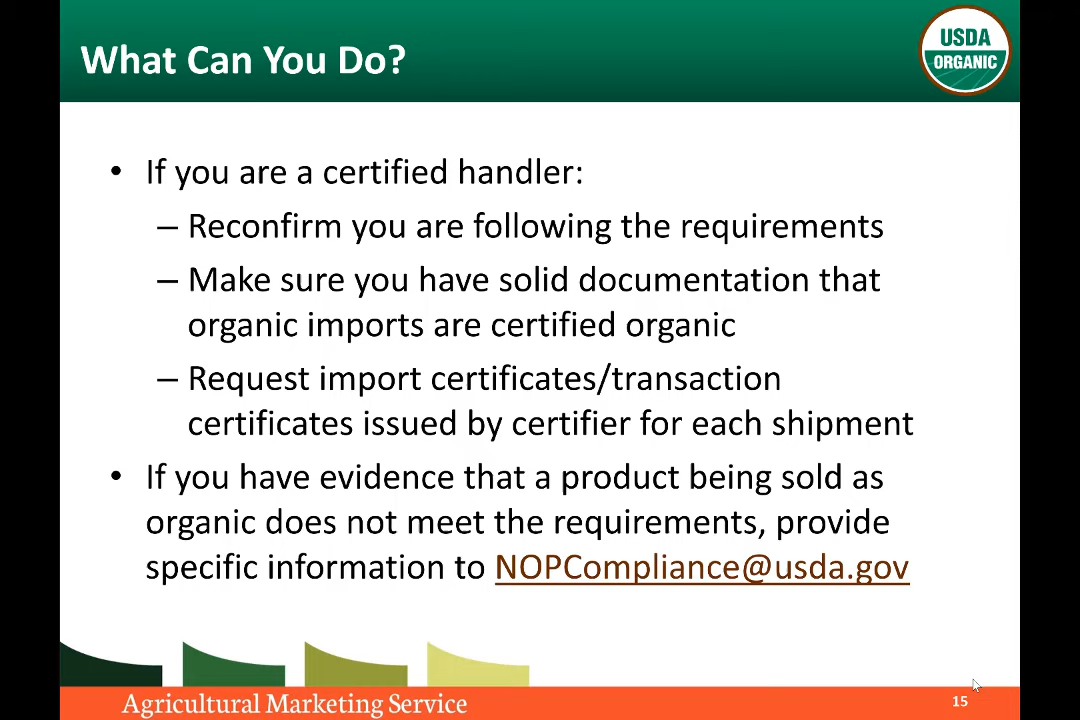 What Can You Do?
USDA
ORGANIC
• If you are a certified handler:
– Reconfirm you are following the requirements
– Make sure you have solid documentation that
organic imports are certified organic
– Request import certificates/transaction
certificates issued by certifier for each shipment
• If you have evidence that a product being sold as
organic does not meet the requirements, provide
specific information to NOPCompliance@usda.gov
Agricultural Marketing Service
15